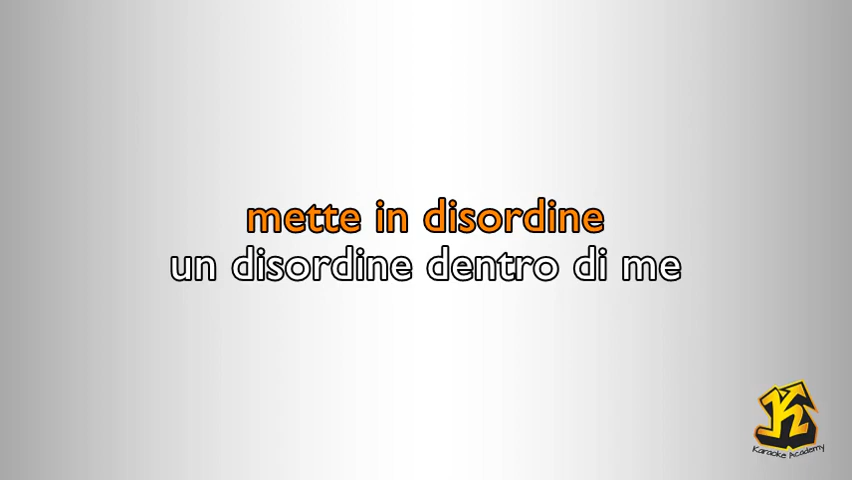 mette in disordine
un disordine dentro di me
K
Karaoke Academy